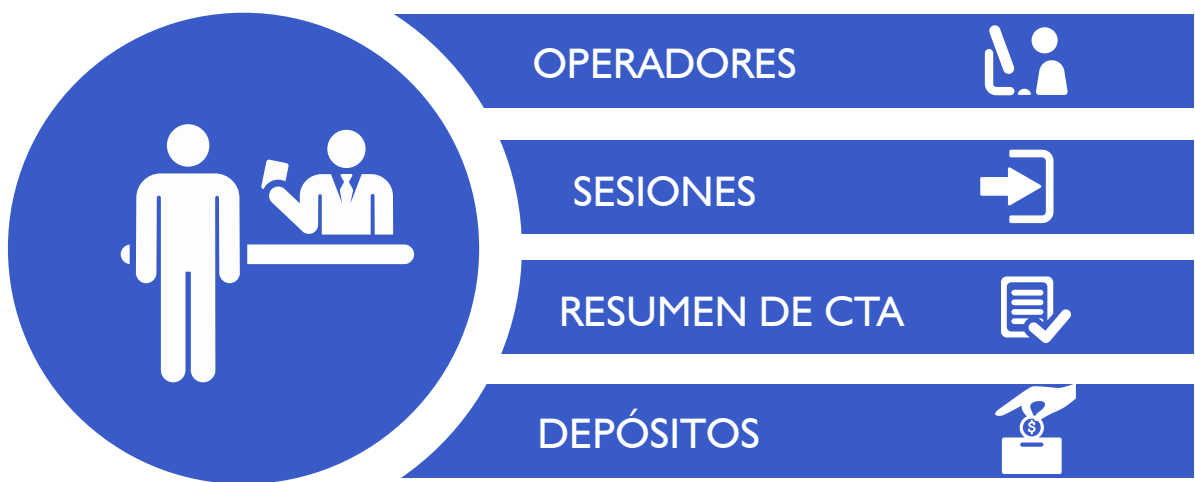 OPERADORES
SESIONES
RESUMEN DE CTA
DEPÓSITOS
$